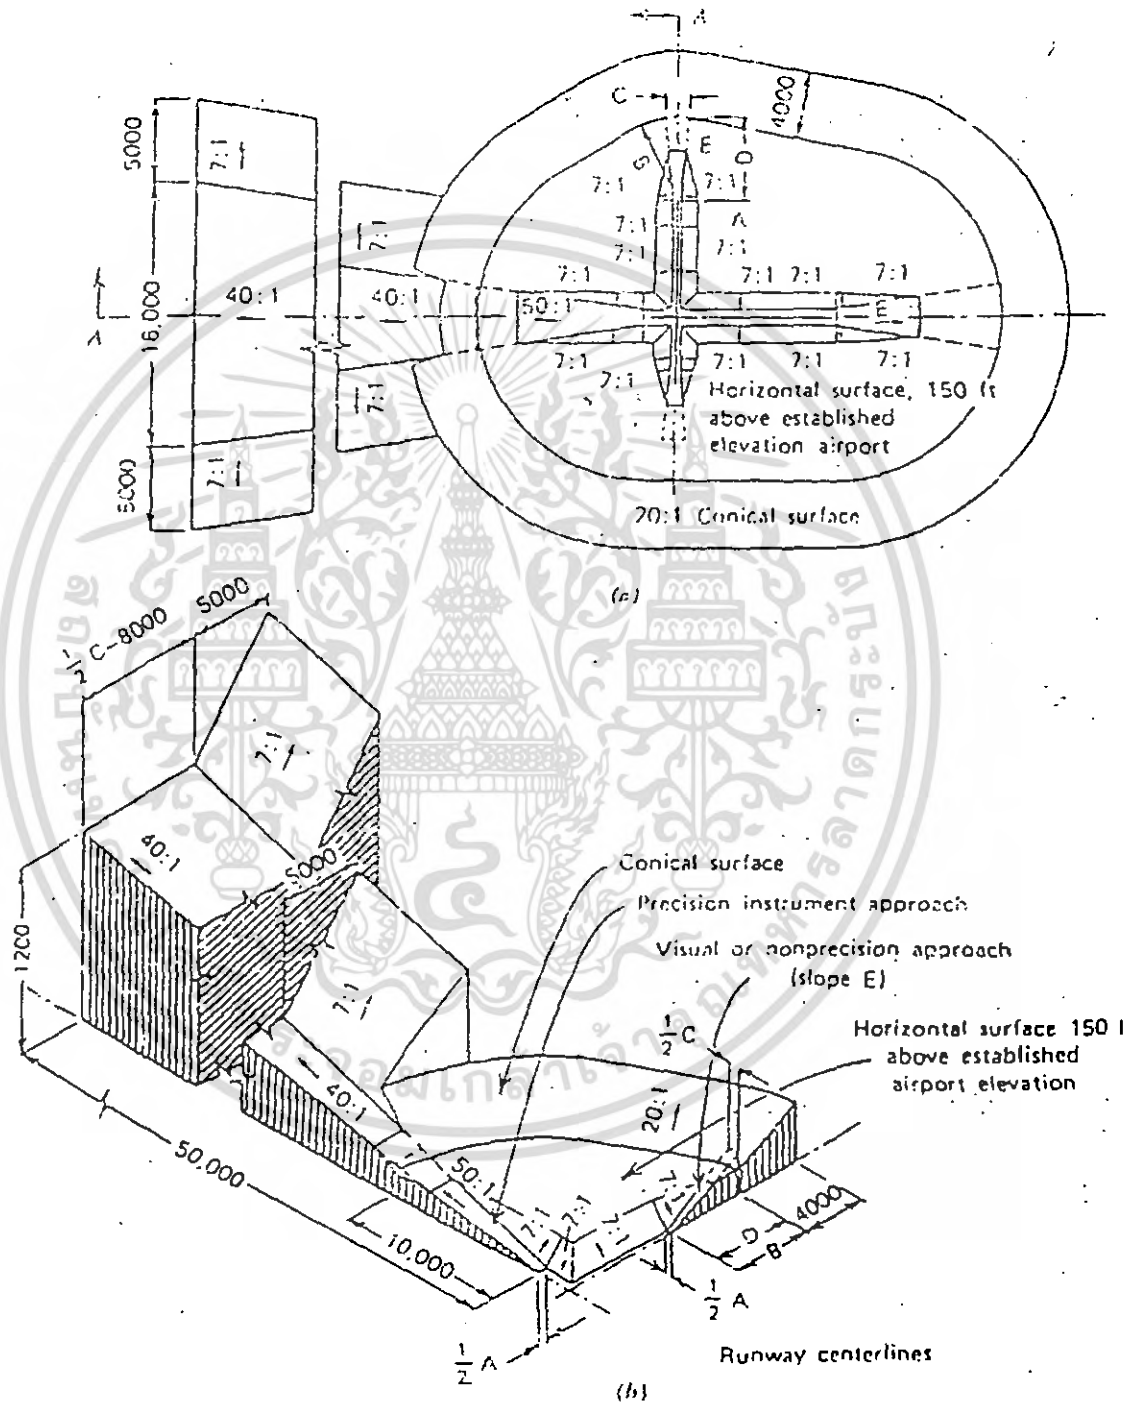 A
C
4000
5000
7:1
E
D
7:1
7:1
7:1
A
7:1
7:1
7:1
7:1
7:1
7:1
7:1
7:1
40:1
40:1
50:1
E
A
16,000
7:1
7:1
7:1
7:1
7:1
7:1
Horizontal surface, 150 ft
above established
elevation airport
7:1
5000
20:1 Conical surface
5000
1/2 C-8000
7:1
40:1
5000
Conical surface
Precision instrument approach
Visual or nonprecision approach
(slope E)
1200
7:1
1/2 C
Horizontal surface 150 f
above established
airport elevation
40:1
20:1
50:1
7:1
7:1
50,000
10,000
4000
D
B
1/2 A
1/2 A
Runway centerlines
(b)